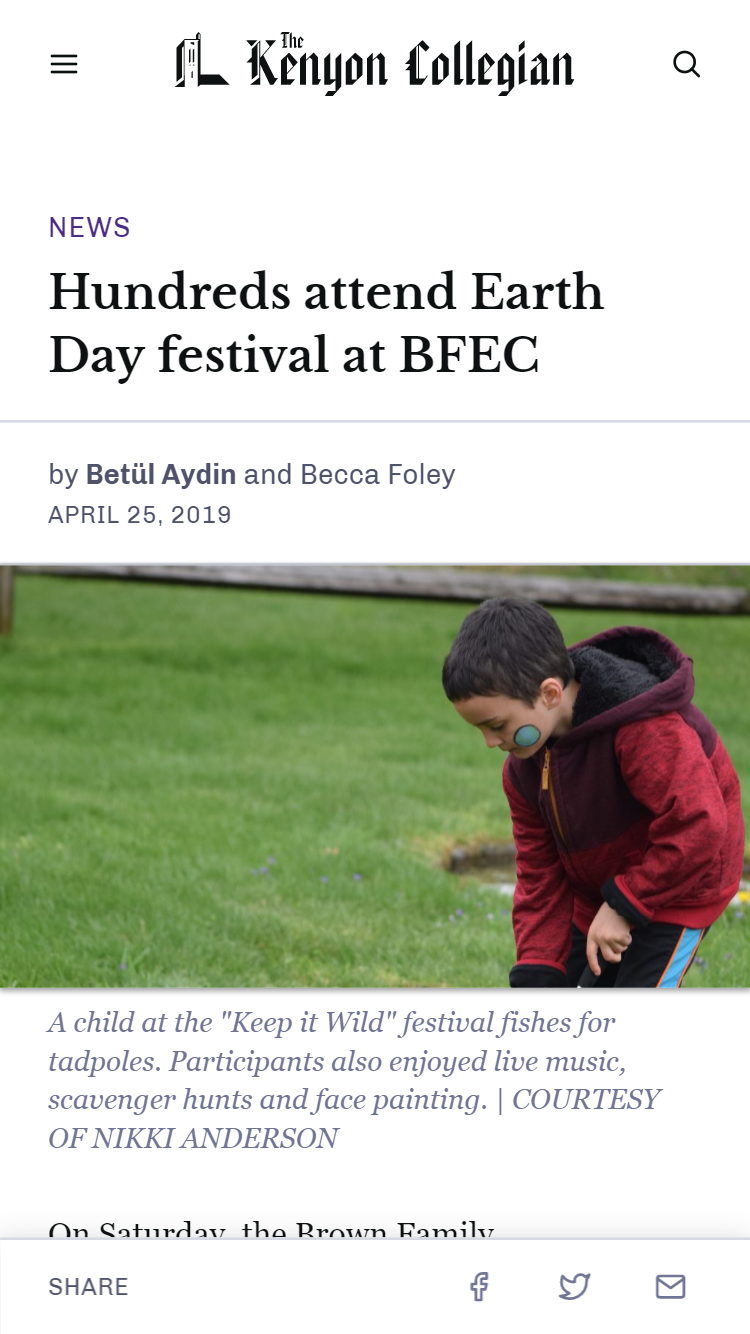 The
Kenyon Collegian
NEWS
Hundreds attend Earth
Day festival at BFEC
by Betül Aydin and Becca Foley
APRIL 25, 2019
A child at the "Keep it Wild" festival fishes for
tadpoles. Participants also enjoyed live music,
scavenger hunts and face painting. | COURTESY
OF NIKKI ANDERSON
On Saturday, the Brown Family
SHARE